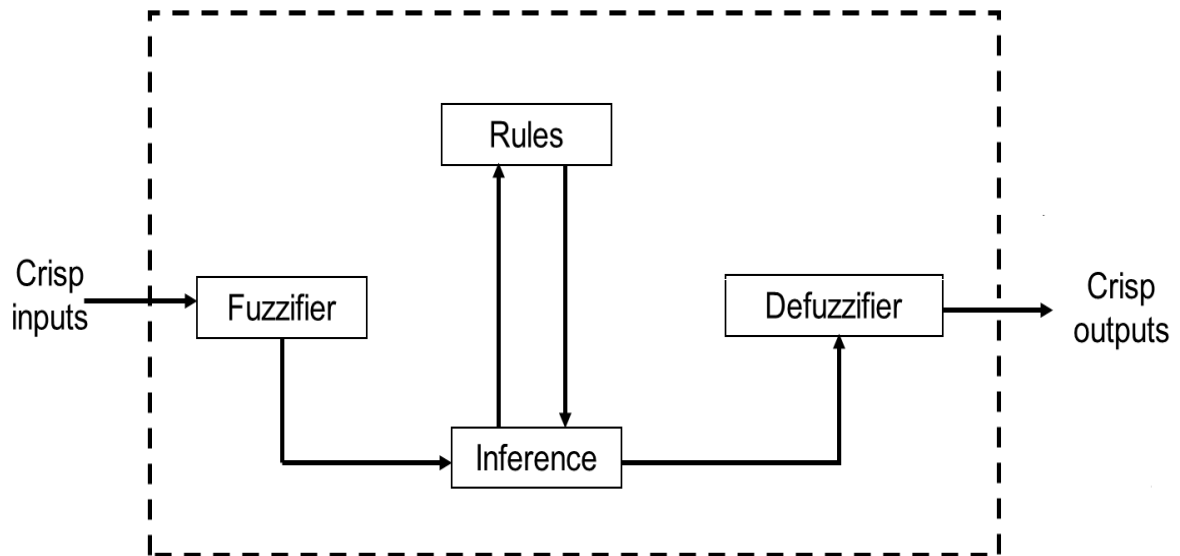 Rules
Crisp
inputs
Fuzzifier
Defuzzifier
Crisp
outputs
Inference